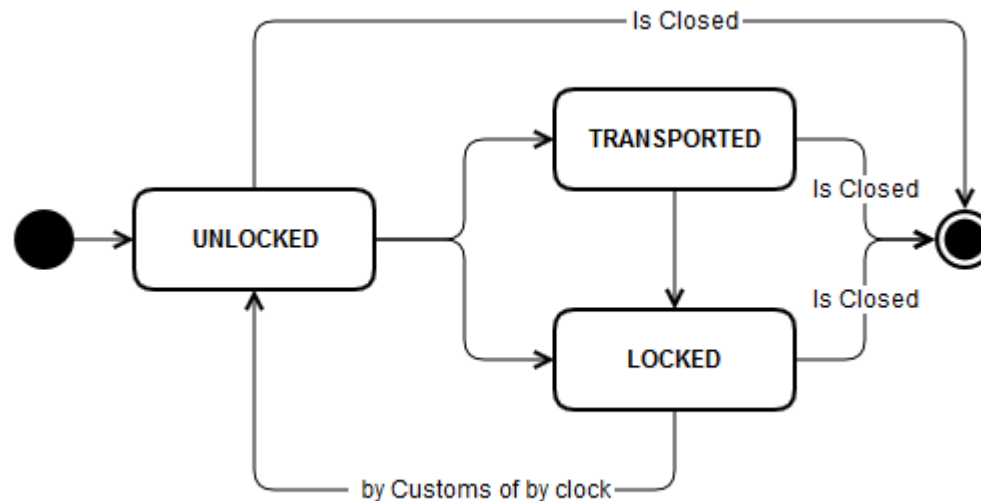 Is Closed
TRANSPORTED
Is Closed
UNLOCKED
Is Closed
LOCKED
by Customs of by clock